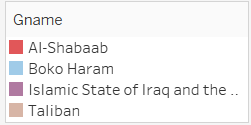 Gname
Al-Shabaab
Boko Haram
Islamic State of Iraq and the ..
Taliban